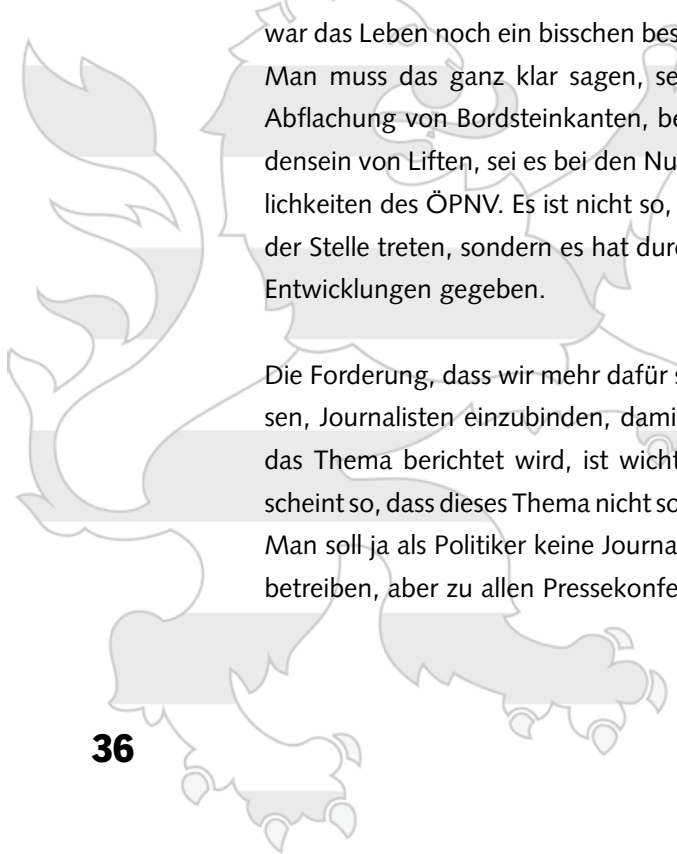 war das Leben noch ein bisschen bes
Man muss das ganz klar sagen, se
Abflachung von Bordsteinkanten, be
densein von Liften, sei es bei den Nu
lichkeiten des ÖPNV. Es ist nicht so,
der Stelle treten, sondern es hat dur
Entwicklungen gegeben.
Die Forderung, dass wir mehr dafür s
sen, Journalisten einzubinden, dami
das Thema berichtet wird, ist wicht
scheint so, dass dieses Thema nicht so
Man soll ja als Politiker keine Journa
betreiben, aber zu allen Pressekonfe
36